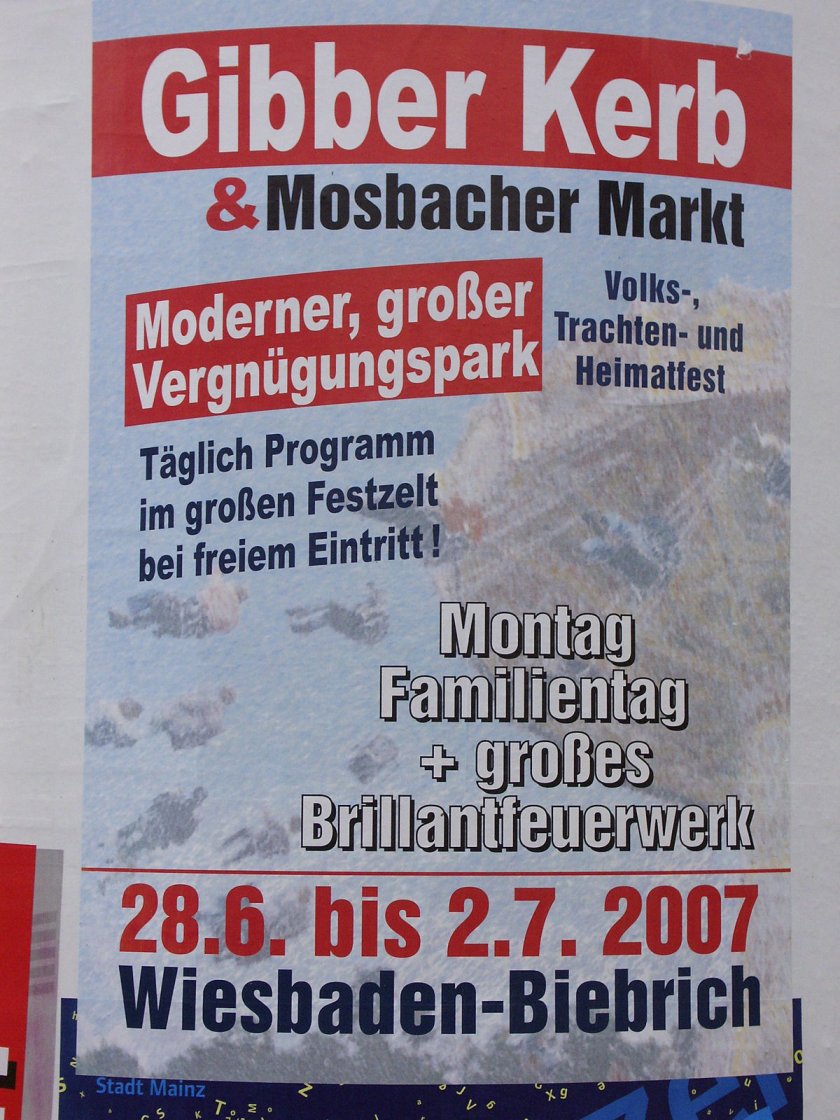 Gibber Kerb
& Mosbacher Markt
Moderner, großer
Vergnügungspark
Volks-,
Trachten- und
Heimatfest
Täglich Programm
im großen Festzelt
bei freiem Eintritt!
Montag
Familientag
+ großes
Brillantfeuerwerk
28.6. bis 2.7. 2007
Wiesbaden-Biebrich
Stadt Mainz